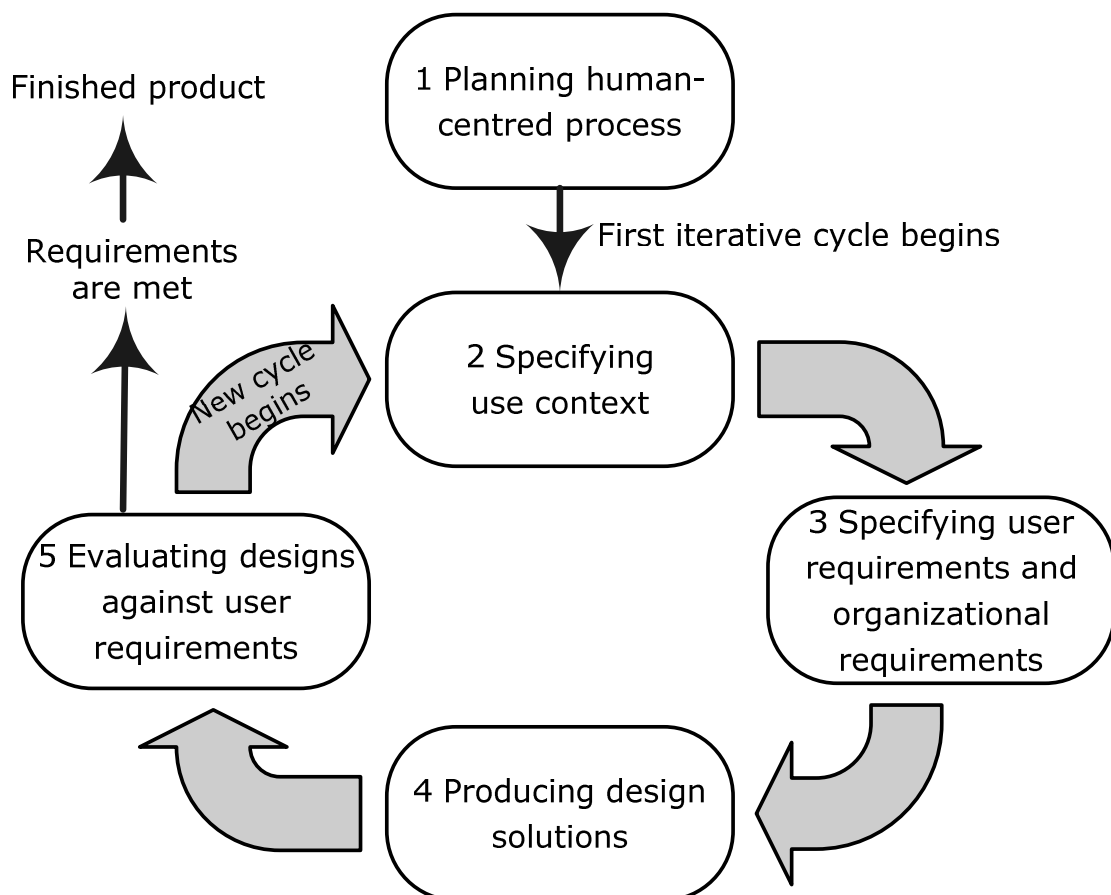 1 Planning human-
centred process
Finished product
First iterative cycle begins
Requirements
are met
New cycle
begins
2 Specifying
use context
3 Specifying user
requirements and
organizational
requirements
5 Evaluating designs
against user
requirements
4 Producing design
solutions